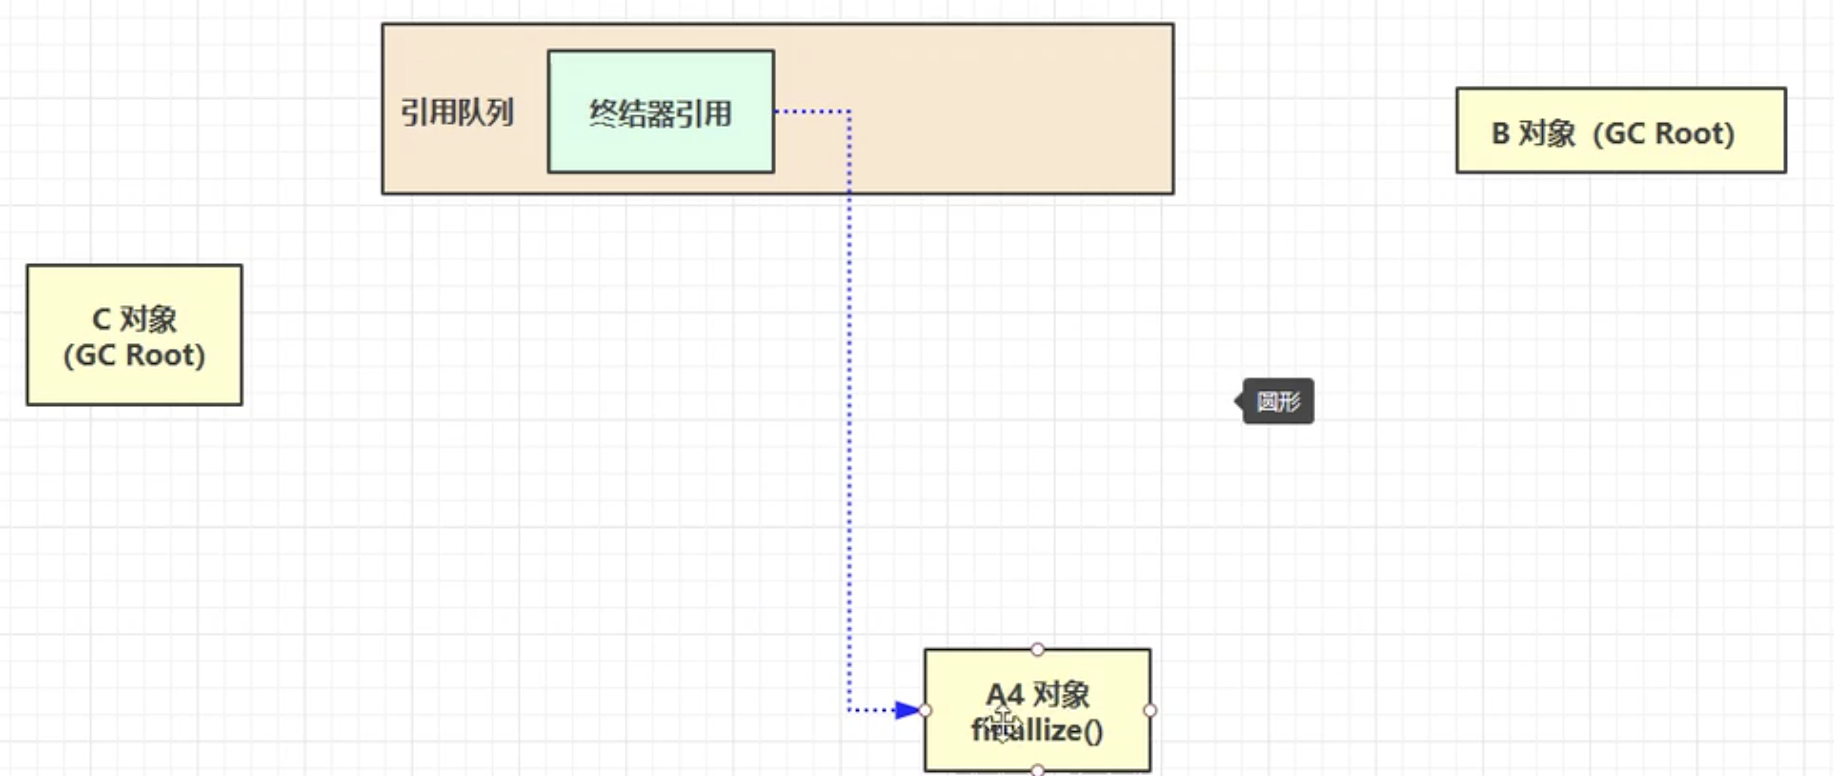 引用队列
终结器引用
B 对象（GC Root）
C 对象
(GC Root)
圆形
A4 对象
finallize()